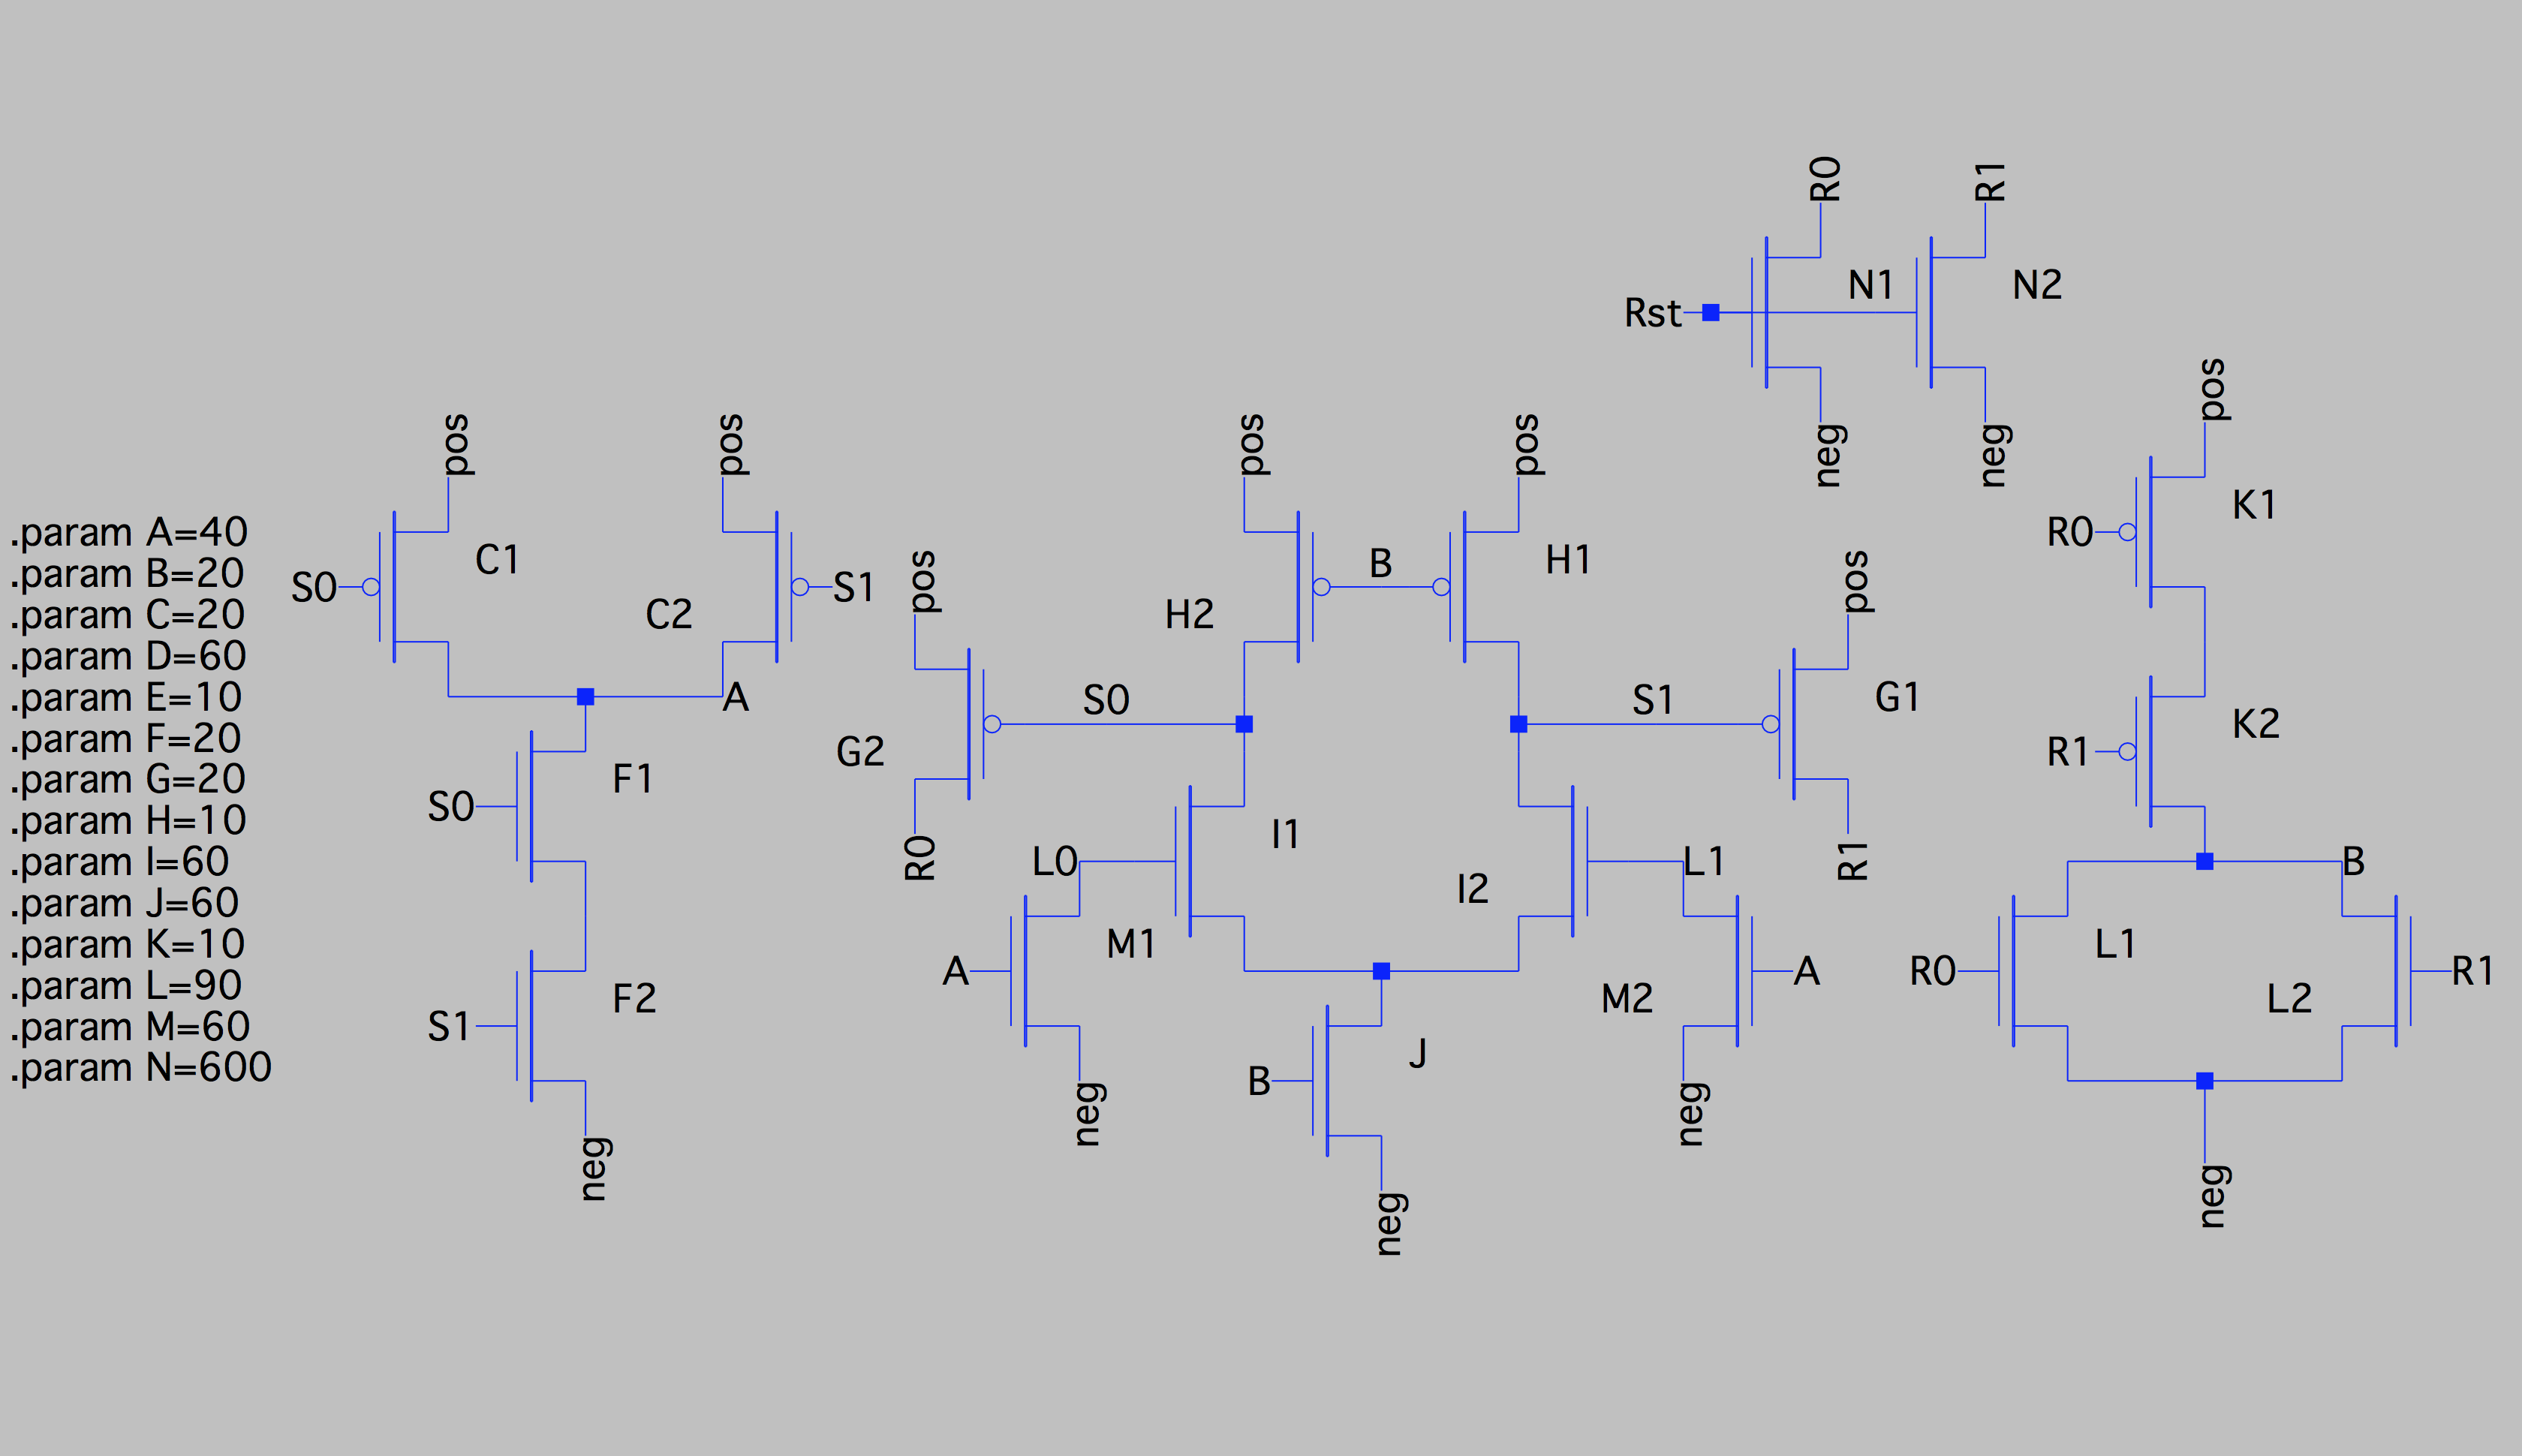 .param A=40
.param B=20
.param C=20
.param D=60
.param E=10
.param F=20
.param G=20
.param H=10
.param I=60
.param J=60
.param K=10
.param L=90
.param M=60
.param N=600
pos
pos
S0
C1
C2
S1
A
S0
F1
S1
F2
neg
pos
pos
H2
B
H1
pos
G2
R0
S0
S1
pos
G1
R1
L0
I1
I2
L1
A
M1
neg
M2
A
neg
B
J
neg
R0
R1
Rst
N1
N2
neg
neg
pos
R0
K1
R1
K2
B
R0
L1
L2
R1
neg